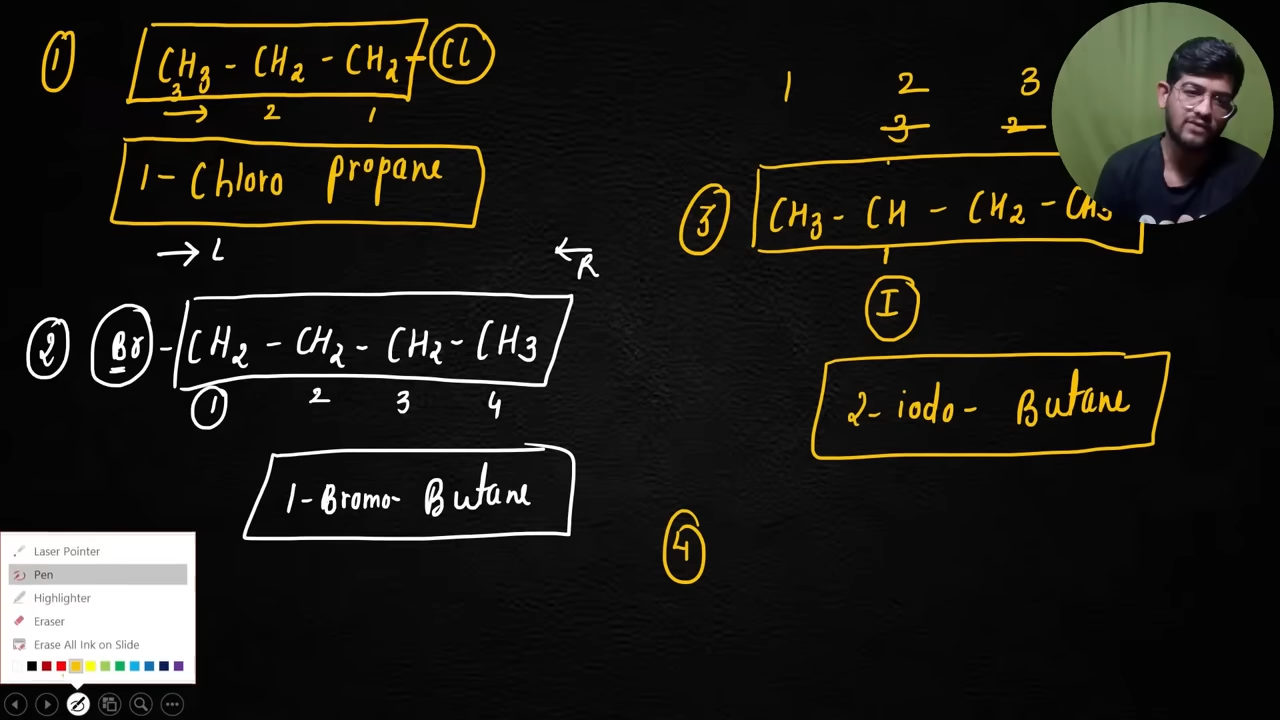 ① CH₃ - CH₂ - CH₂ - Cl
3 2 1
1- Chloro propane
→ L ← R
② Br - CH₂ - CH₂ - CH₂ - CH3
① 2 3 4
1-Bromo- Butane
1 2 3
3 2
③ CH₃ - CH - CH₂ - CH₃
I
2- iodo- Butane
④
Laser Pointer
Pen
Highlighter
Eraser
Erase All Ink on Slide